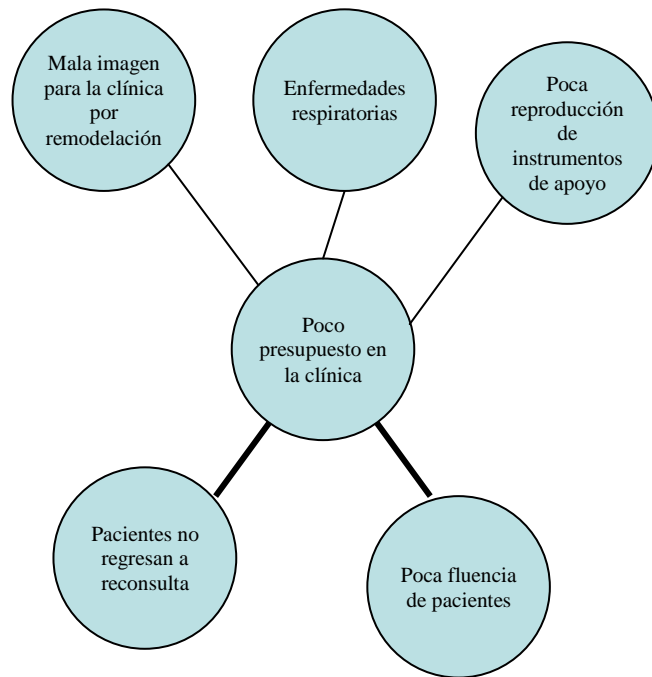 Mala imagen
para la clínica
por
remodelación
Enfermedades
respiratorias
Poca
reproducción
de
instrumentos
de apoyo
Poco
presupuesto en
la clínica
Pacientes no
regresan a
reconsulta
Poca fluencia
de pacientes